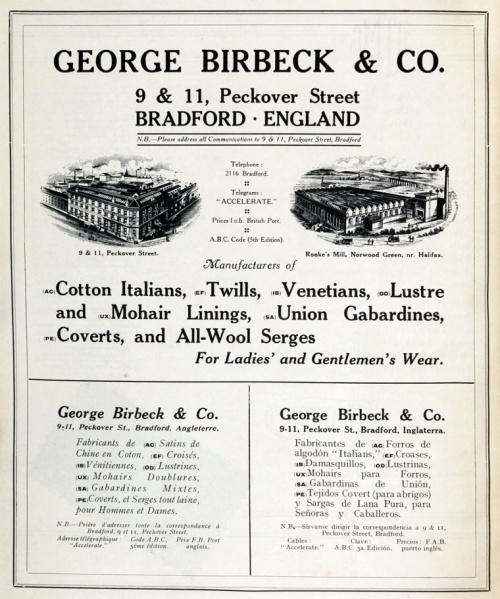 GEORGE BIRBECK & CO.
9 & 11, Peckover Street
BRADFORD · ENGLAND
N.B.—Please address all Communications to 9 & 11, Peckover Street, Bradford
Telephone :
2116 Bradford.
Telegrams :
"ACCELERATE."
Prices f.o.b. British Port.
A.B.C. Code (5th Edition).
9 & 11, Peckover Street.
Rooke's Mill, Norwood Green, nr. Halifax.
Manufacturers of
(AG) Cotton Italians, (EF) Twills, (IB) Venetians, (OD) Lustre
and (UX) Mohair Linings, (SA) Union Gabardines,
(PE) Coverts, and All-Wool Serges
For Ladies' and Gentlemen's Wear.
George Birbeck & Co.
9-11, Peckover St., Bradford, Angleterre.
Fabricants de (AG) Satins de
Chine en Coton, (EF) Croisés,
(IB) Vénitiennes, (OD) Lustrines,
(UX) Mohairs Doublures,
(SA) Gabardines Mixtes,
(PE) Coverts, et Serges tout laine,
pour Hommes et Dames.
N.B.—Prière d'adresser toute la correspondance à
Bradford, 9 et 11, Peckover Street.
Adresse télégraphique : Code A.B.C. Prix F.B. Port
"Accelerate." 5éme édition. anglais.
George Birbeck & Co.
9-11, Peckover St., Bradford, Inglaterra.
Fabricantes de (AG) Forros de
algodón "Italians," (EF) Croases,
(IB) Damasquillos, (OD) Lustrinas,
(UX) Mohairs para Forros,
(SA) Gabardinas de Unión,
(PE) Tejidos Covert (para abrigos)
y Sargas de Lana Pura, para
Señoras y Caballeros.
N.B.—Sirvanse dirigir la correspondencia a 9 & 11,
Peckover Street, Bradford.
Cables : Clave : Precios : F.A.B.
"Accelerate." A.B.C. 5a Edición. puerto inglés.